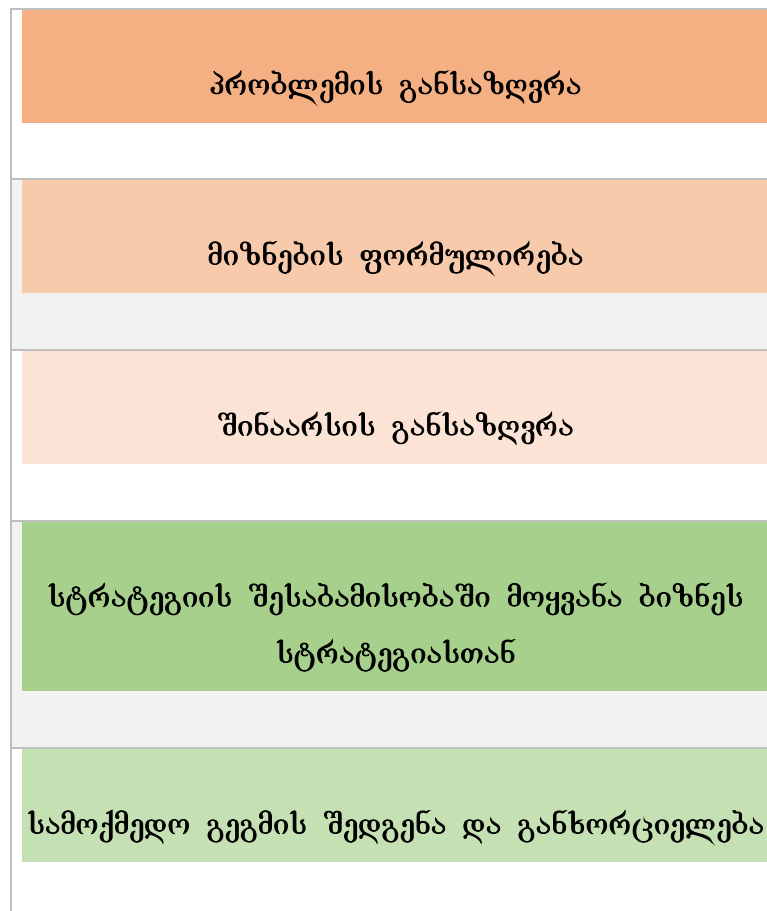 პრობლემის განსაზღვრა
მიზნების ფორმულირება
შინაარსის განსაზღვრა
სტრატეგიის შესაბამისობაში მოყვანა ბიზნეს
სტრატეგიასთან
სამოქმედო გეგმის შედგენა და განხორციელება